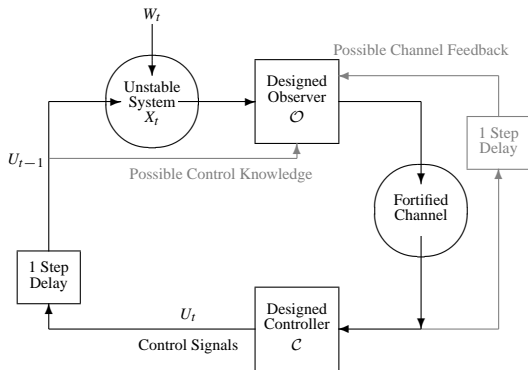 W_t
Possible Channel Feedback
Unstable
System
X_t
Designed
Observer
𝒪
1 Step
Delay
U_{t-1}
Possible Control Knowledge
Fortified
Channel
1 Step
Delay
U_t
Control Signals
Designed
Controller
𝒞